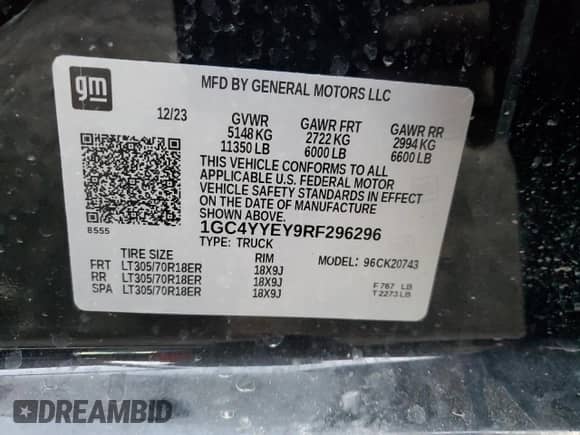 gm
MFD BY GENERAL MOTORS LLC
12/23
GVWR GAWR FRT GAWR RR
5148 KG 2722 KG 2994 KG
11350 LB 6000 LB 6600 LB
THIS VEHICLE CONFORMS TO ALL
APPLICABLE U.S. FEDERAL MOTOR
VEHICLE SAFETY STANDARDS IN EFFECT
ON THE DATE OF MANUFACTURE
SHOWN ABOVE.
8555
1GC4YYEY9RF296296
TYPE: TRUCK
MODEL: 96CK20743
TIRE SIZE RIM
FRT LT305/70R18ER 18X9J
RR LT305/70R18ER 18X9J
SPA LT305/70R18ER 18X9J
F 767 LB
T 2273 LB
DREAMBID